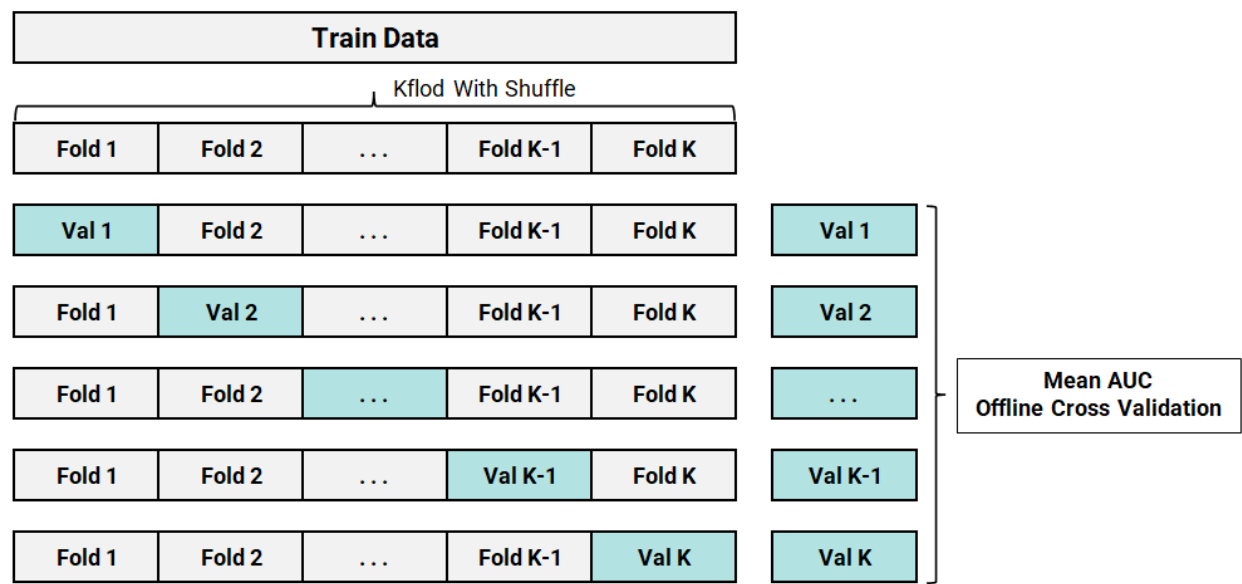 Train Data
Kflod With Shuffle
Fold 1 Fold 2 ... Fold K-1 Fold K
Val 1 Fold 2 ... Fold K-1 Fold K Val 1
Fold 1 Val 2 ... Fold K-1 Fold K Val 2
Fold 1 Fold 2 ... Fold K-1 Fold K ...
Mean AUC
Offline Cross Validation
Fold 1 Fold 2 ... Val K-1 Fold K Val K-1
Fold 1 Fold 2 ... Fold K-1 Val K Val K